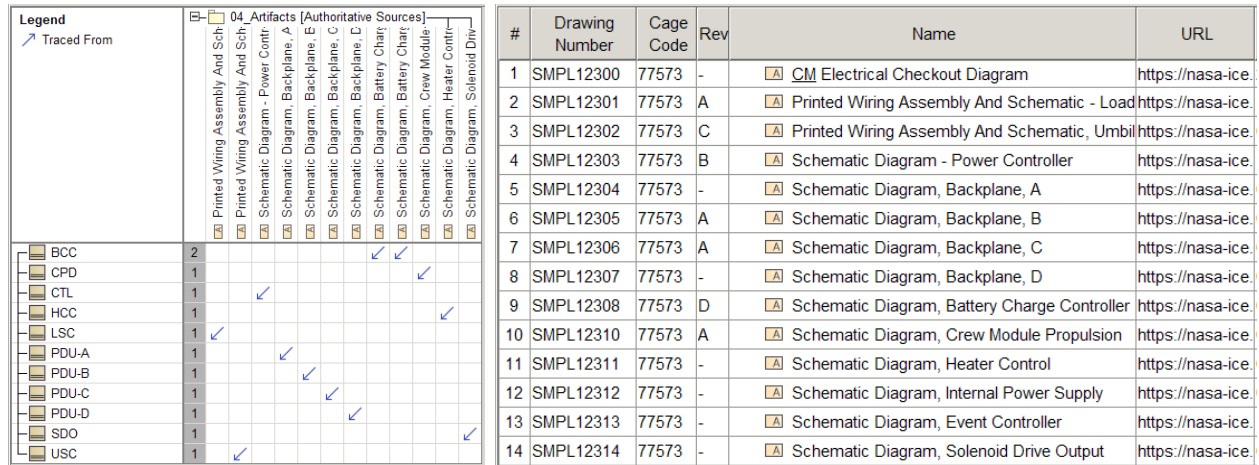 Legend
Traced From
04_Artifacts [Authoritative Sources]
Printed Wiring Assembly And Sch
Printed Wiring Assembly And Sch
Schematic Diagram - Power Contr
Schematic Diagram, Backplane, A
Schematic Diagram, Backplane, B
Schematic Diagram, Backplane, C
Schematic Diagram, Backplane, D
Schematic Diagram, Battery Charg
Schematic Diagram, Battery Charg
Schematic Diagram, Crew Module
Schematic Diagram, Heater Contr
Schematic Diagram, Solenoid Driv
BCC 2
CPD 1
CTL 1
HCC 1
LSC 1
PDU-A 1
PDU-B 1
PDU-C 1
PDU-D 1
SDO 1
USC 1
# Drawing Number Cage Code Rev Name URL
1 SMPL12300 77573 - A CM Electrical Checkout Diagram https://nasa-ice.
2 SMPL12301 77573 A A Printed Wiring Assembly And Schematic - Load https://nasa-ice.
3 SMPL12302 77573 C A Printed Wiring Assembly And Schematic, Umbil https://nasa-ice.
4 SMPL12303 77573 B A Schematic Diagram - Power Controller https://nasa-ice.
5 SMPL12304 77573 - A Schematic Diagram, Backplane, A https://nasa-ice.
6 SMPL12305 77573 A A Schematic Diagram, Backplane, B https://nasa-ice.
7 SMPL12306 77573 A A Schematic Diagram, Backplane, C https://nasa-ice.
8 SMPL12307 77573 - A Schematic Diagram, Backplane, D https://nasa-ice.
9 SMPL12308 77573 D A Schematic Diagram, Battery Charge Controller https://nasa-ice.
10 SMPL12310 77573 A A Schematic Diagram, Crew Module Propulsion https://nasa-ice.
11 SMPL12311 77573 - A Schematic Diagram, Heater Control https://nasa-ice.
12 SMPL12312 77573 - A Schematic Diagram, Internal Power Supply https://nasa-ice.
13 SMPL12313 77573 - A Schematic Diagram, Event Controller https://nasa-ice.
14 SMPL12314 77573 - A Schematic Diagram, Solenoid Drive Output https://nasa-ice.